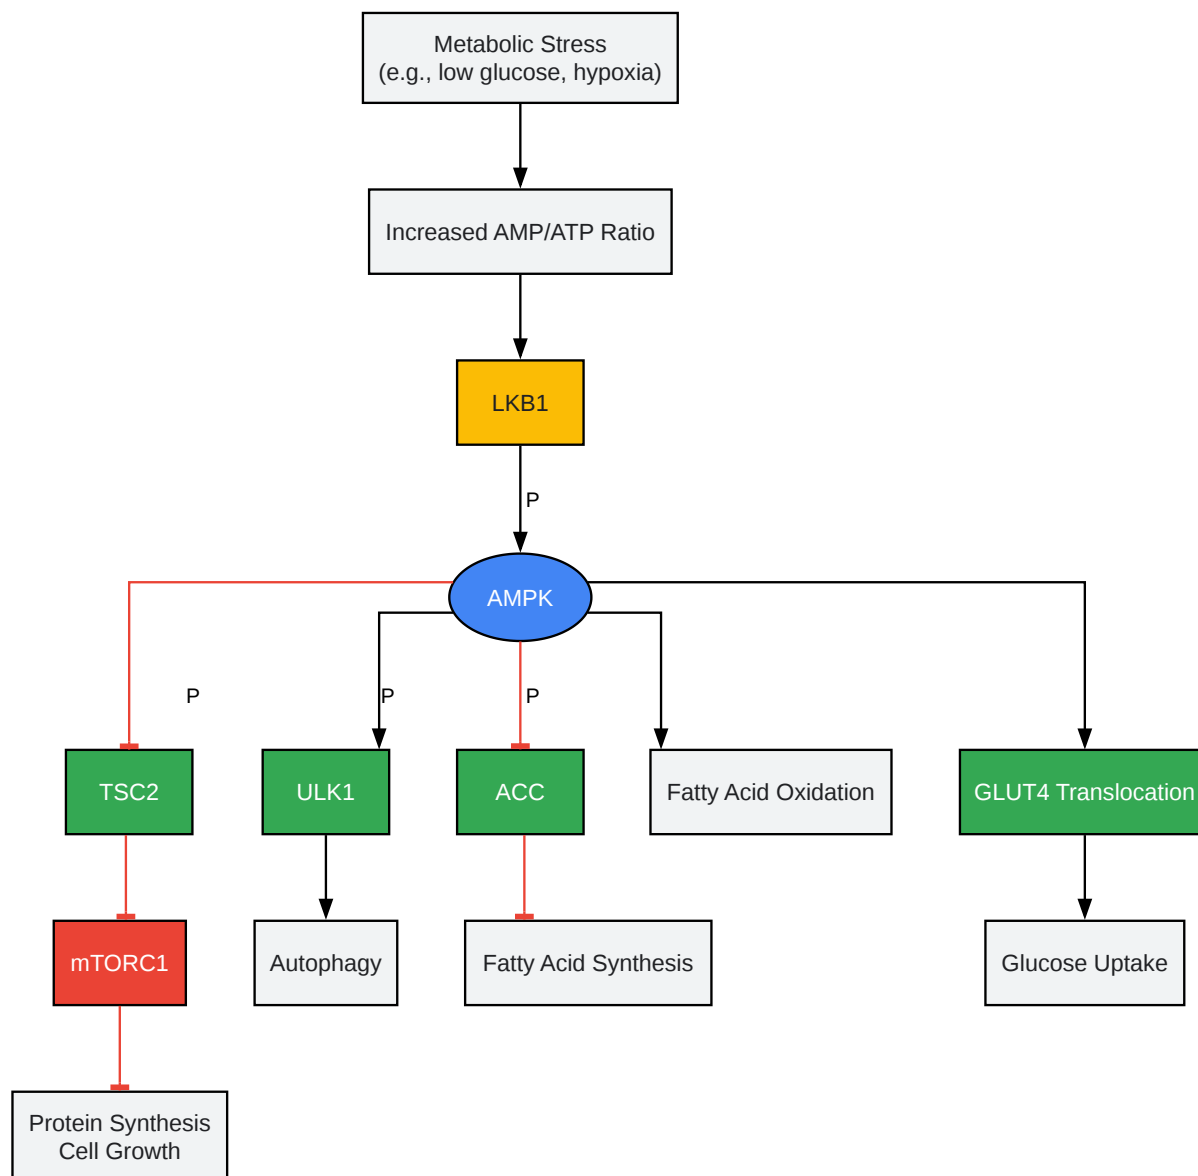 Metabolic Stress
(e.g., low glucose, hypoxia)
Increased AMP/ATP Ratio
LKB1
P
AMPK
P
P
P
TSC2
ULK1
ACC
Fatty Acid Oxidation
GLUT4 Translocation
mTORC1
Autophagy
Fatty Acid Synthesis
Glucose Uptake
Protein Synthesis
Cell Growth